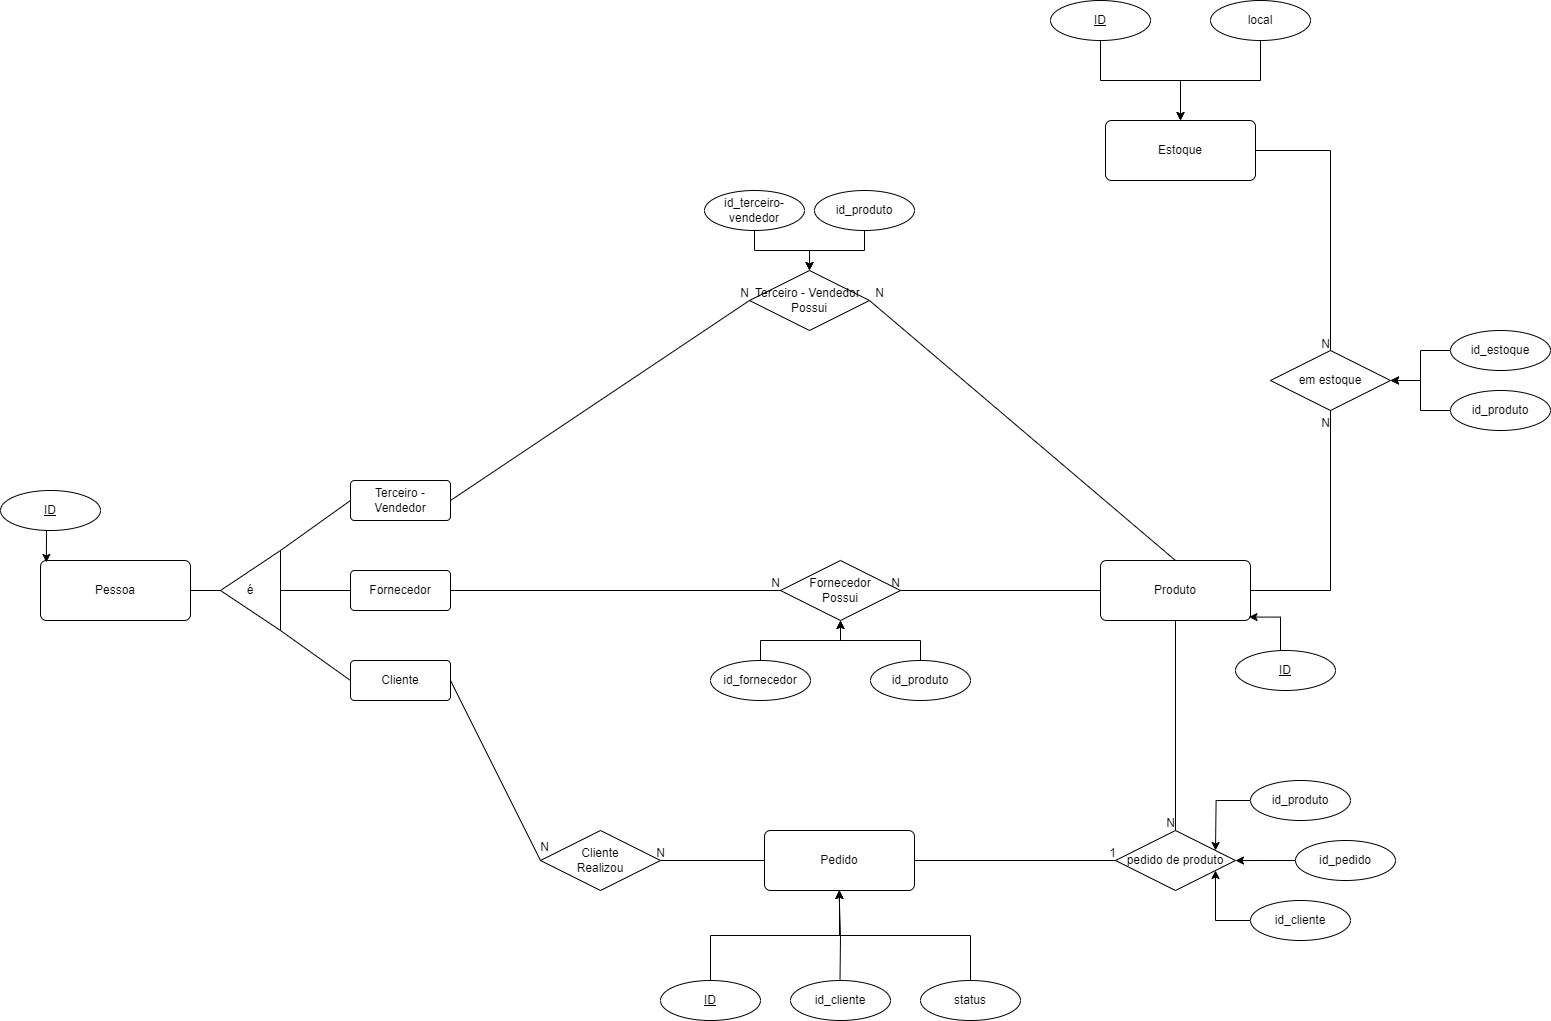 ID
local
Estoque
id_terceiro-
vendedor
id_produto
N
Terceiro - Vendedor
Possui
N
N
em estoque
N
id_estoque
id_produto
ID
Pessoa
é
Terceiro -
Vendedor
Fornecedor
Cliente
N
Fornecedor
Possui
N
id_fornecedor
id_produto
Produto
ID
N
Cliente
Realizou
N
Pedido
1
N
pedido de produto
id_produto
id_pedido
id_cliente
ID
id_cliente
status